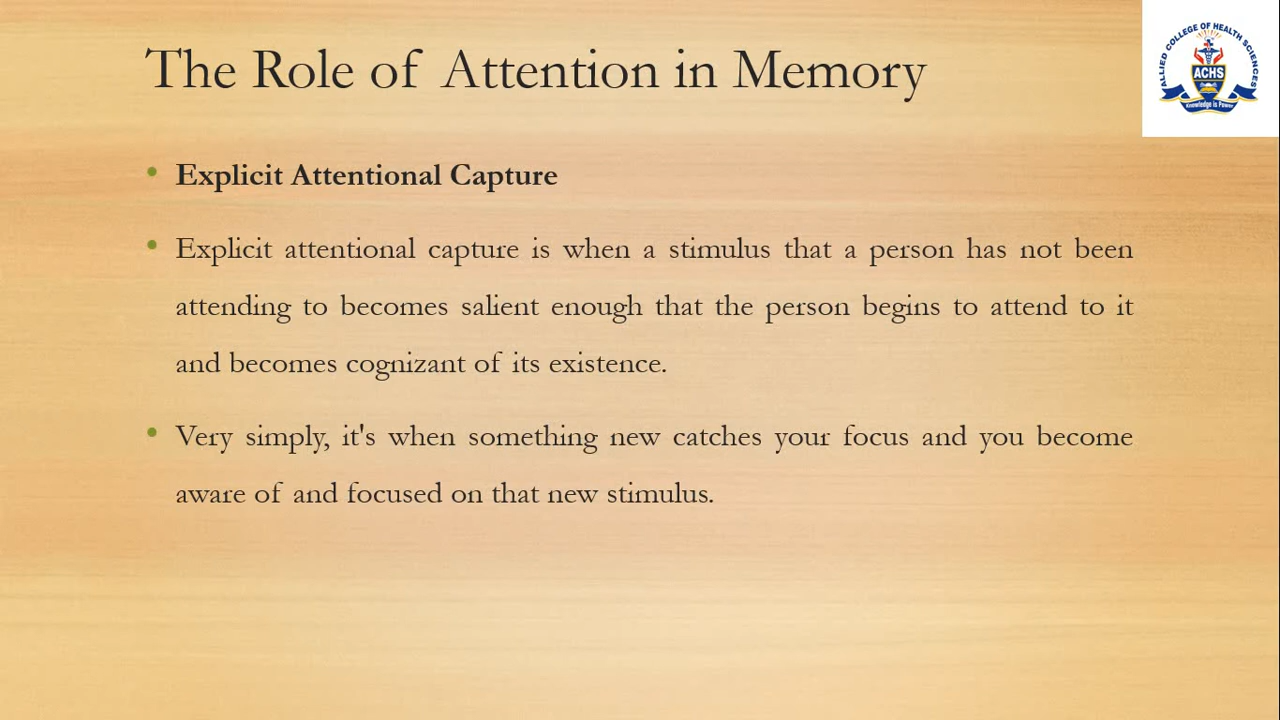 The Role of Attention in Memory
ALLIED COLLEGE OF HEALTH SCIENCES
ACHS
Knowledge is Power
• Explicit Attentional Capture
• Explicit attentional capture is when a stimulus that a person has not been
attending to becomes salient enough that the person begins to attend to it
and becomes cognizant of its existence.
• Very simply, it's when something new catches your focus and you become
aware of and focused on that new stimulus.